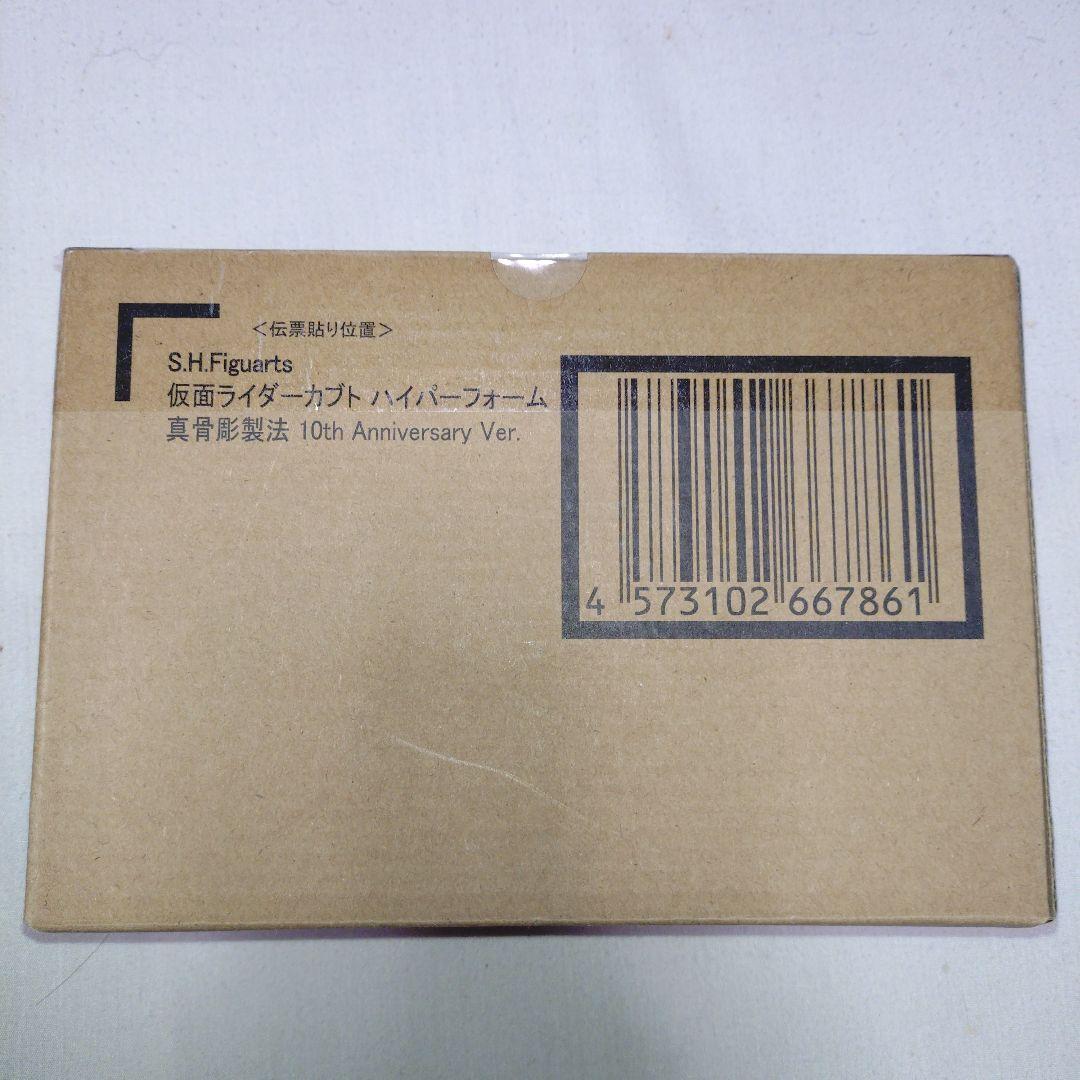 ＜伝票貼り位置＞
S.H.Figuarts
仮面ライダーカブト ハイパーフォーム
真骨彫製法 10th Anniversary Ver.
4 573102 667861